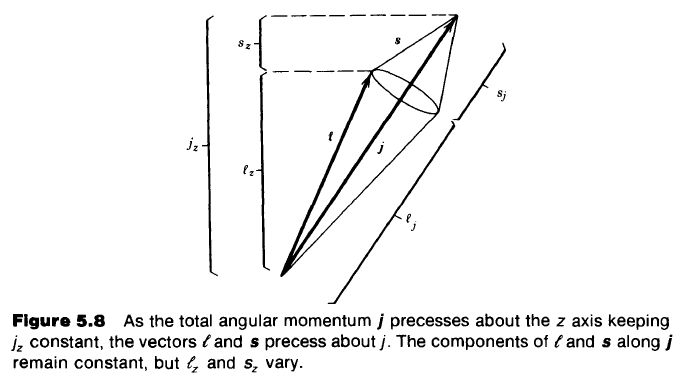 s_z
s
s_j
ℓ
j_z
ℓ_z
j
ℓ_j
Figure 5.8 As the total angular momentum j precesses about the z axis keeping
j_z constant, the vectors ℓ and s precess about j. The components of ℓ and s along j
remain constant, but ℓ_z and s_z vary.